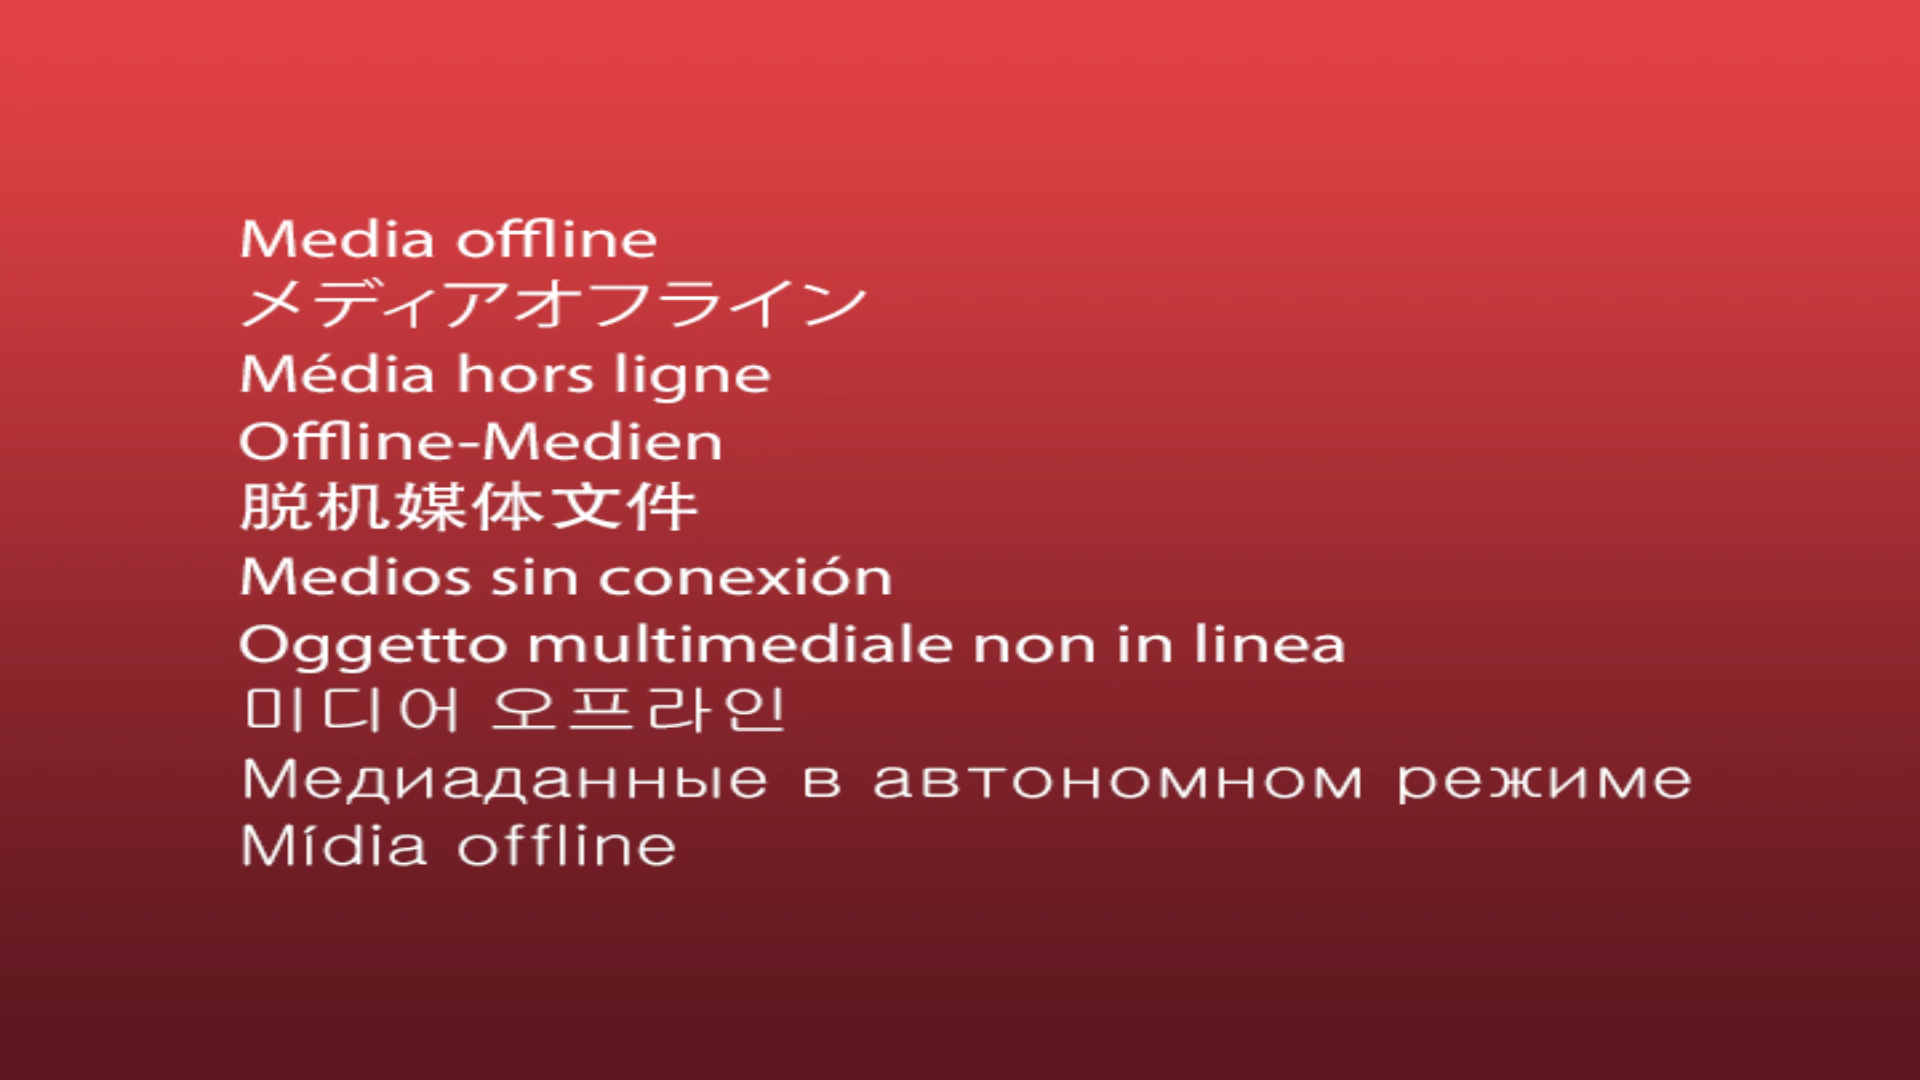 Media offline
メディアオフライン
Média hors ligne
Offline-Medien
脱机媒体文件
Medios sin conexión
Oggetto multimediale non in linea
미디어 오프라인
Медиаданные в автономном режиме
Mídia offline